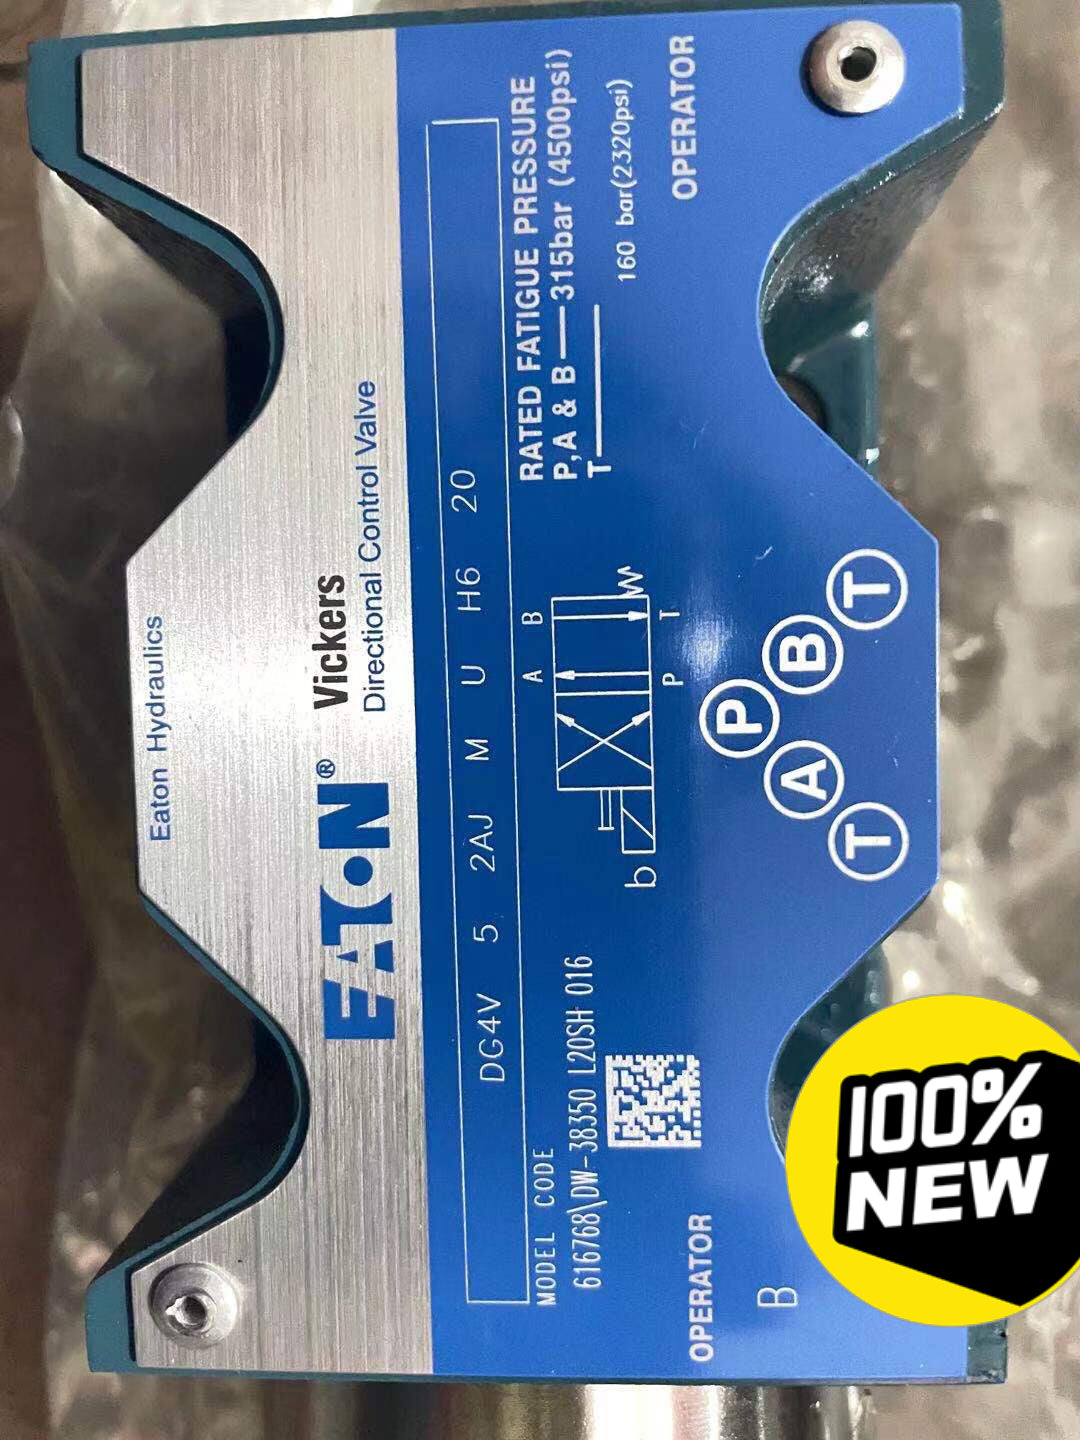 Eaton Hydraulics
EATON® Vickers
Directional Control Valve
DG4V 5 2AJ M U H6 20
MODEL CODE
616768\DW-38350 L20SH 016
RATED FATIGUE PRESSURE
P,A & B—315bar (4500psi)
T— 160 bar(2320psi)
A B
b
P T
OPERATOR
OPERATOR
B
P
A B
T T
100%
NEW